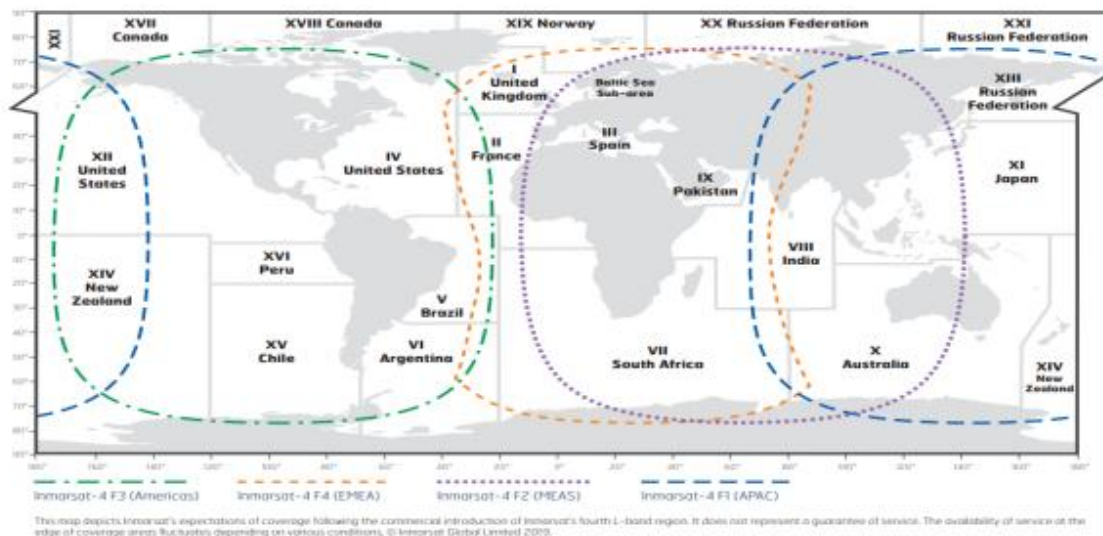 XXI
XVII
Canada
XVIII Canada
XIX Norway
XX Russian Federation
XXI
Russian Federation
I
United
Kingdom
Baltic Sea
Sub-area
XIII
Russian
Federation
XII
United
States
IV
United States
II
France
III
Spain
IX
Pakistan
XI
Japan
XIV
New
Zealand
XVI
Peru
V
Brazil
VIII
India
XV
Chile
VI
Argentina
VII
South Africa
X
Australia
XIV
New
Zealand
Inmarsat-4 F3 (Americas)
Inmarsat-4 F4 (EMEA)
Inmarsat-4 F2 (MEAS)
Inmarsat-4 F1 (APAC)
This map depicts Inmarsat's expectations of coverage following the commercial introduction of Inmarsat's fourth L-band region. It does not represent a guarantee of service. The availability of service at the
edge of coverage areas fluctuates depending on various conditions. © Inmarsat Global Limited 2019.